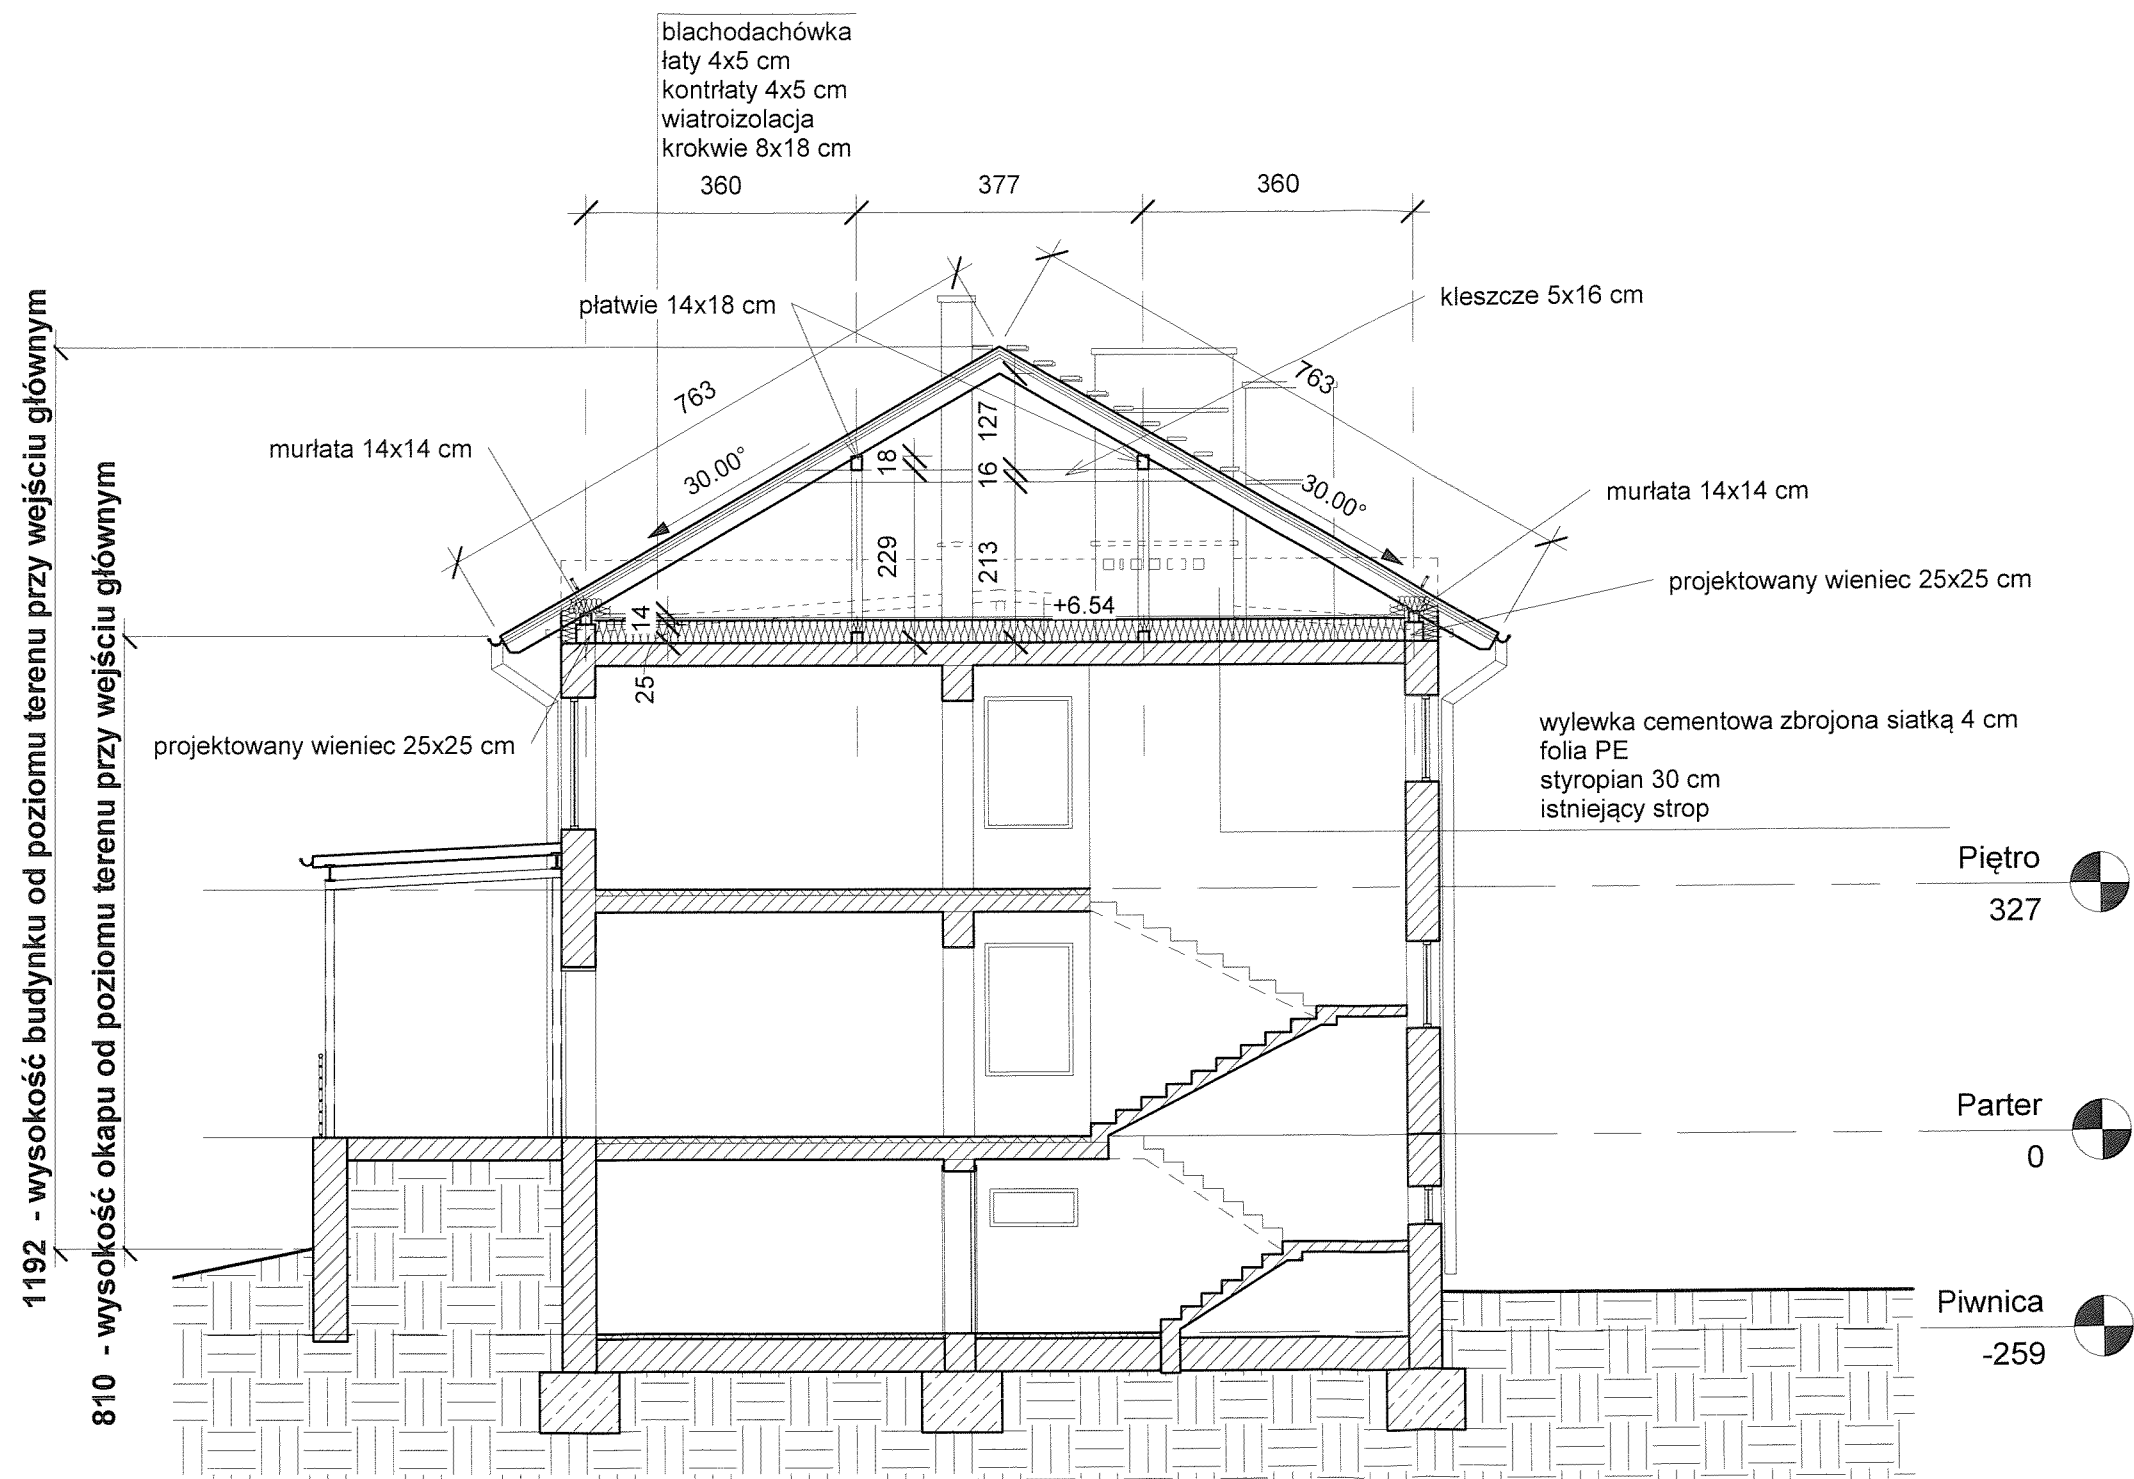 blachodachówka
łaty 4x5 cm
kontrłaty 4x5 cm
wiatroizolacja
krokwie 8x18 cm
360
377
360
płatwie 14x18 cm
kleszcze 5x16 cm
763
763
murłata 14x14 cm
30.00°
18
127
16
30.00°
murłata 14x14 cm
229
213
projektowany wieniec 25x25 cm
14
+6.54
25
projektowany wieniec 25x25 cm
wylewka cementowa zbrojona siatką 4 cm
folia PE
styropian 30 cm
istniejący strop
Piętro
327
Parter
0
Piwnica
-259
1192 - wysokość budynku od poziomu terenu przy wejściu głównym
810 - wysokość okapu od poziomu terenu przy wejściu głównym